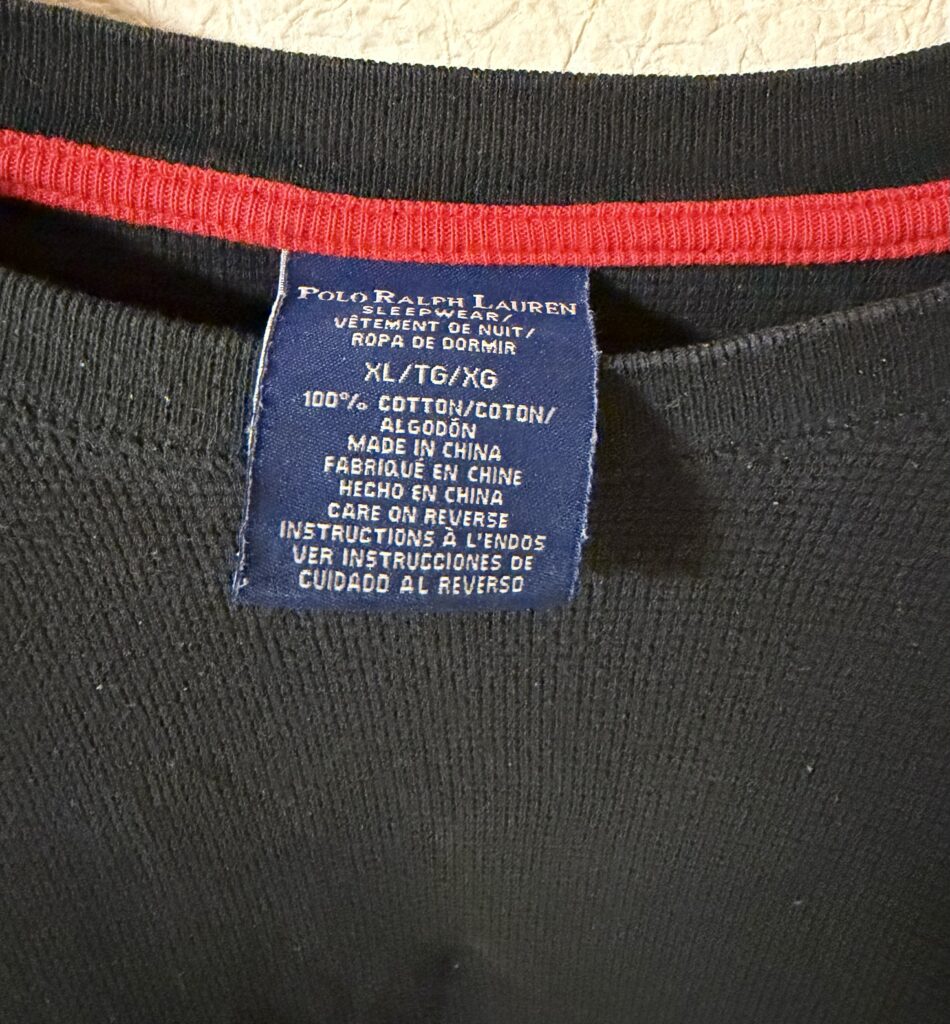 POLO RALPH LAUREN
SLEEPWEAR/
VÊTEMENT DE NUIT/
ROPA DE DORMIR
XL/TG/XG
100% COTTON/COTON/
ALGODÓN
MADE IN CHINA
FABRIQUÉ EN CHINE
HECHO EN CHINA
CARE ON REVERSE
INSTRUCTIONS À L'ENDOS
VER INSTRUCCIONES DE
CUIDADO AL REVERSO